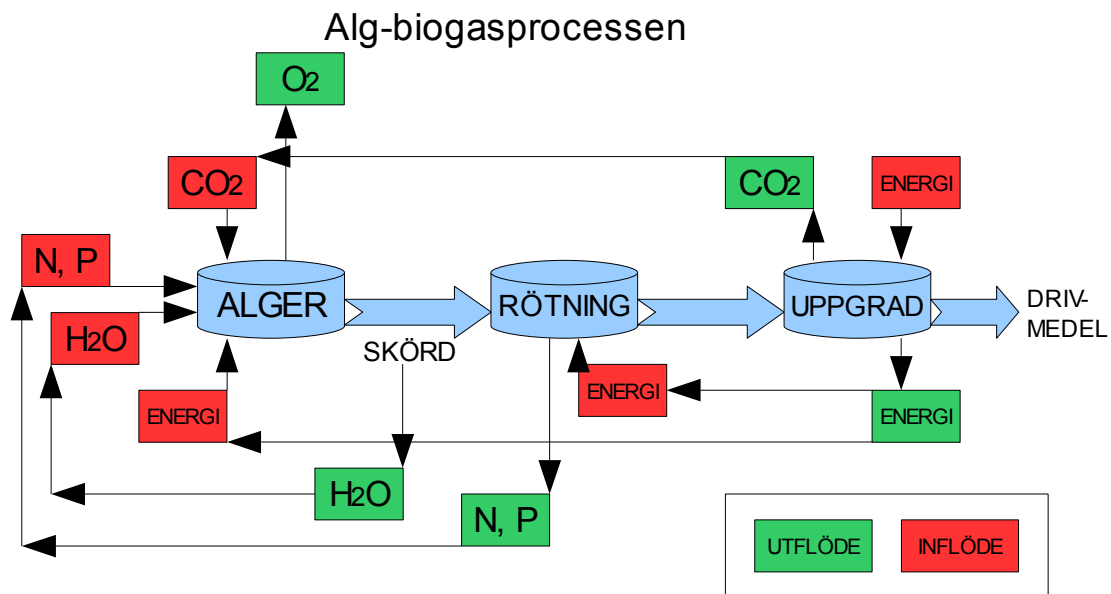 Alg-biogasprocessen
O2
CO2
CO2
ENERGI
N, P
ALGER
RÖTNING
UPPGRAD
DRIV-
MEDEL
H2O
SKÖRD
ENERGI
ENERGI
ENERGI
H2O
N, P
UTFLÖDE
INFLÖDE